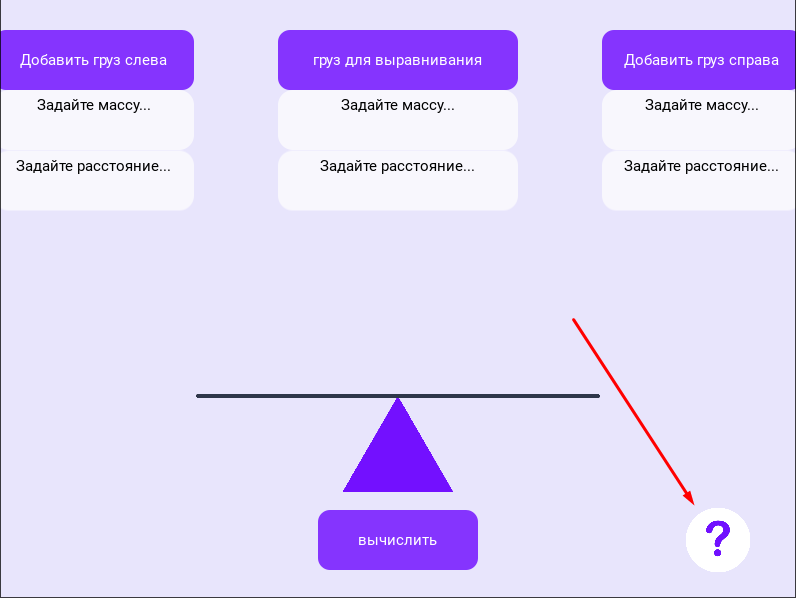 Добавить груз слева
груз для выравнивания
Добавить груз справа
Задайте массу...
Задайте массу...
Задайте массу...
Задайте расстояние...
Задайте расстояние...
Задайте расстояние...
вычислить
?